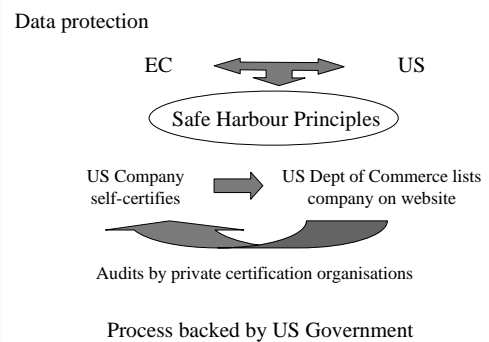 Data protection
EC US
Safe Harbour Principles
US Company
self-certifies
US Dept of Commerce lists
company on website
Audits by private certification organisations
Process backed by US Government